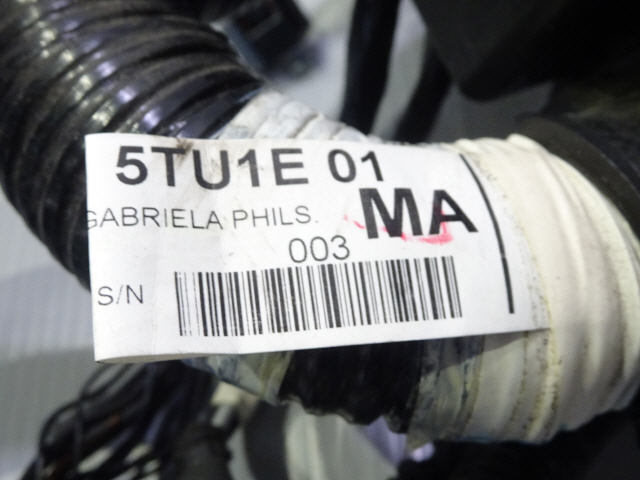 5TU1E 01
GABRIELA PHILS. MA
003
S/N